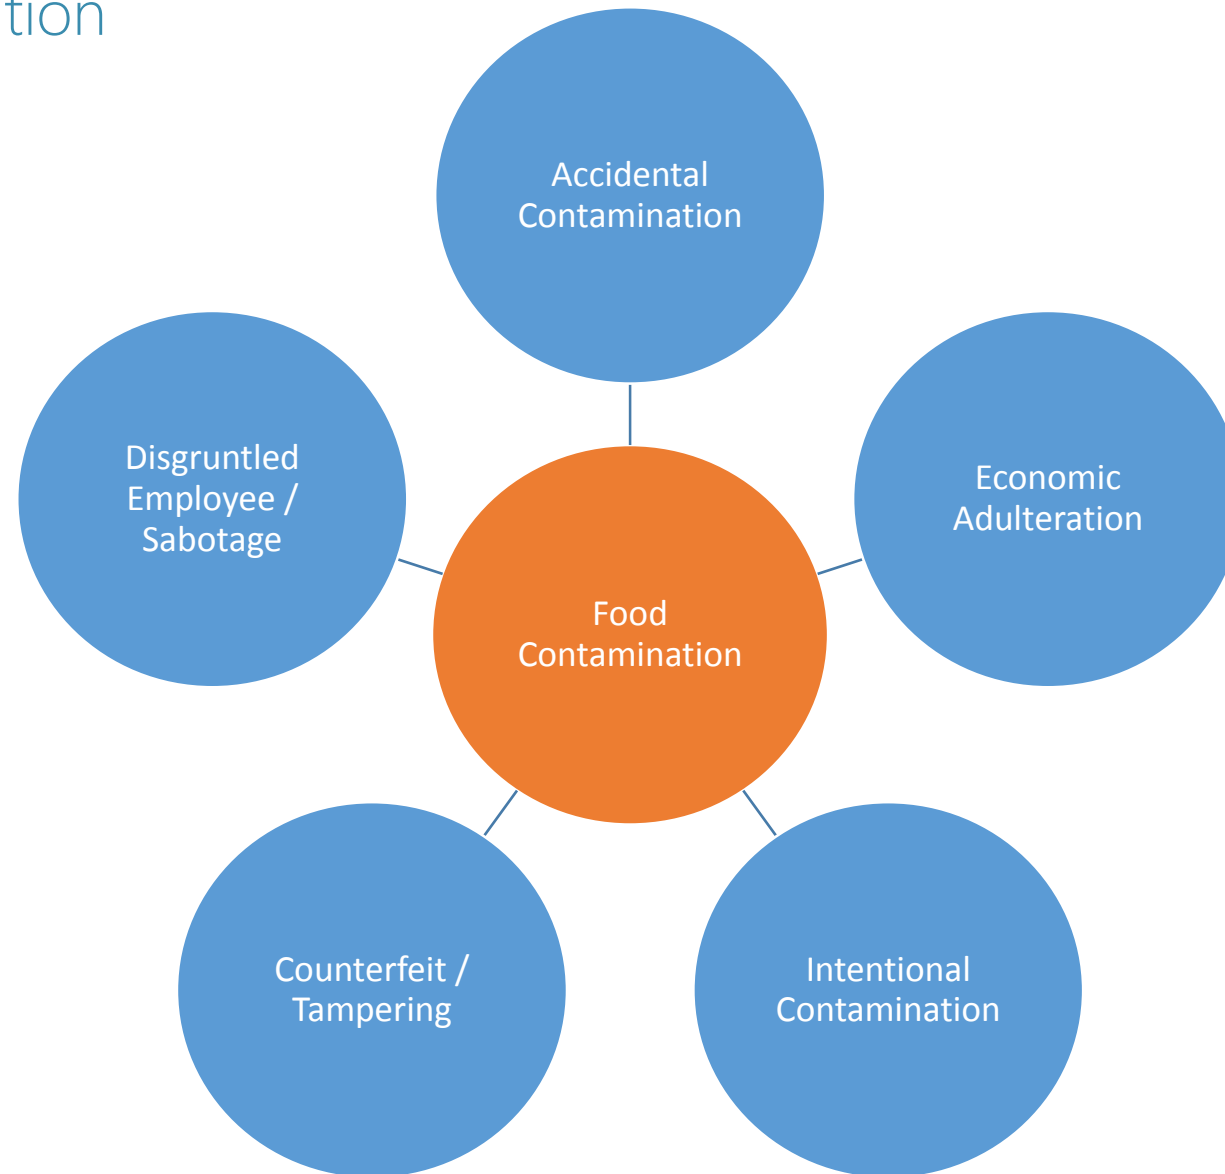 tion
Accidental
Contamination
Disgruntled
Employee /
Sabotage
Economic
Adulteration
Food
Contamination
Counterfeit /
Tampering
Intentional
Contamination